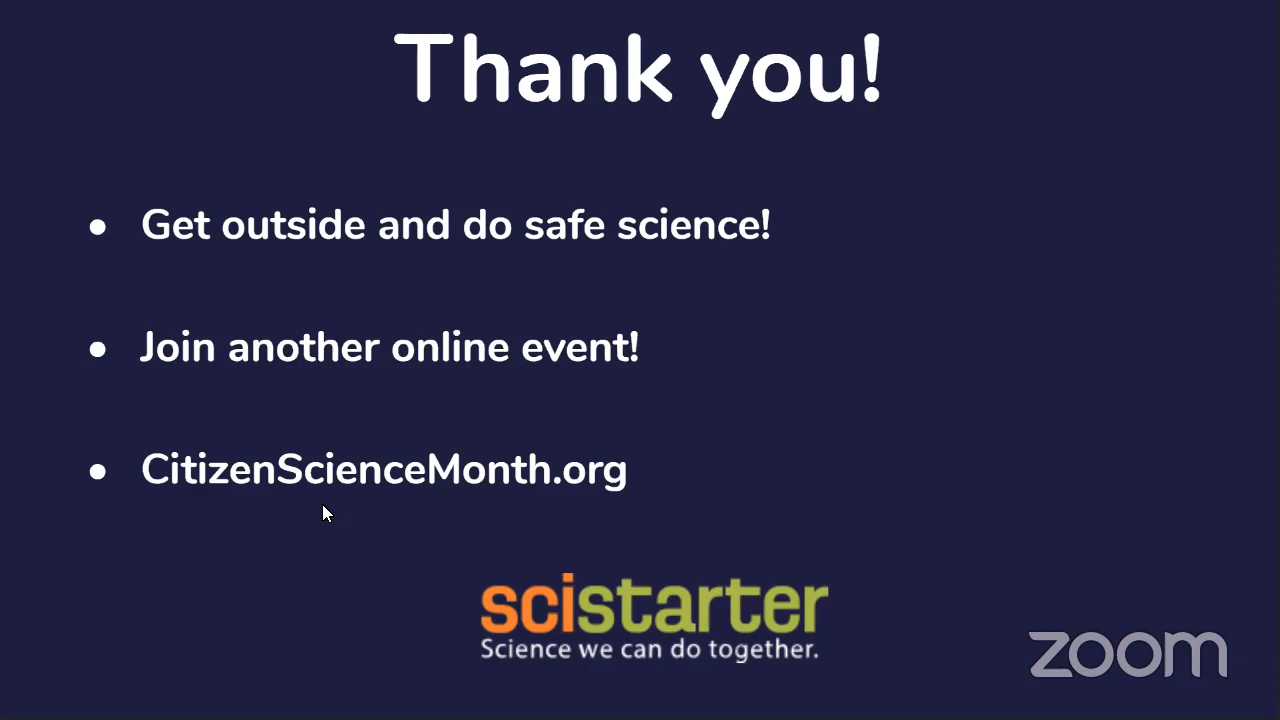 Thank you!
● Get outside and do safe science!
● Join another online event!
● CitizenScienceMonth.org
scistarter
Science we can do together.
zoom